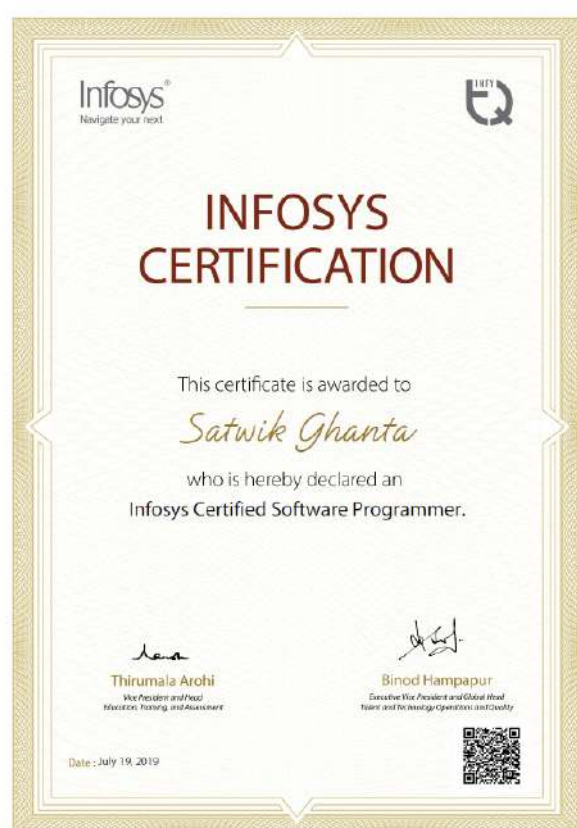 Infosys®
Navigate your next
INFY
TQ
INFOSYS
CERTIFICATION
This certificate is awarded to
Satwik Ghanta
who is hereby declared an
Infosys Certified Software Programmer.
Thirumala Arohi
Vice President and Head
Education, Training, and Assessment
Binod Hampapur
Executive Vice President and Global Head
Talent and Technology Operations and Quality
Date : July 19, 2019